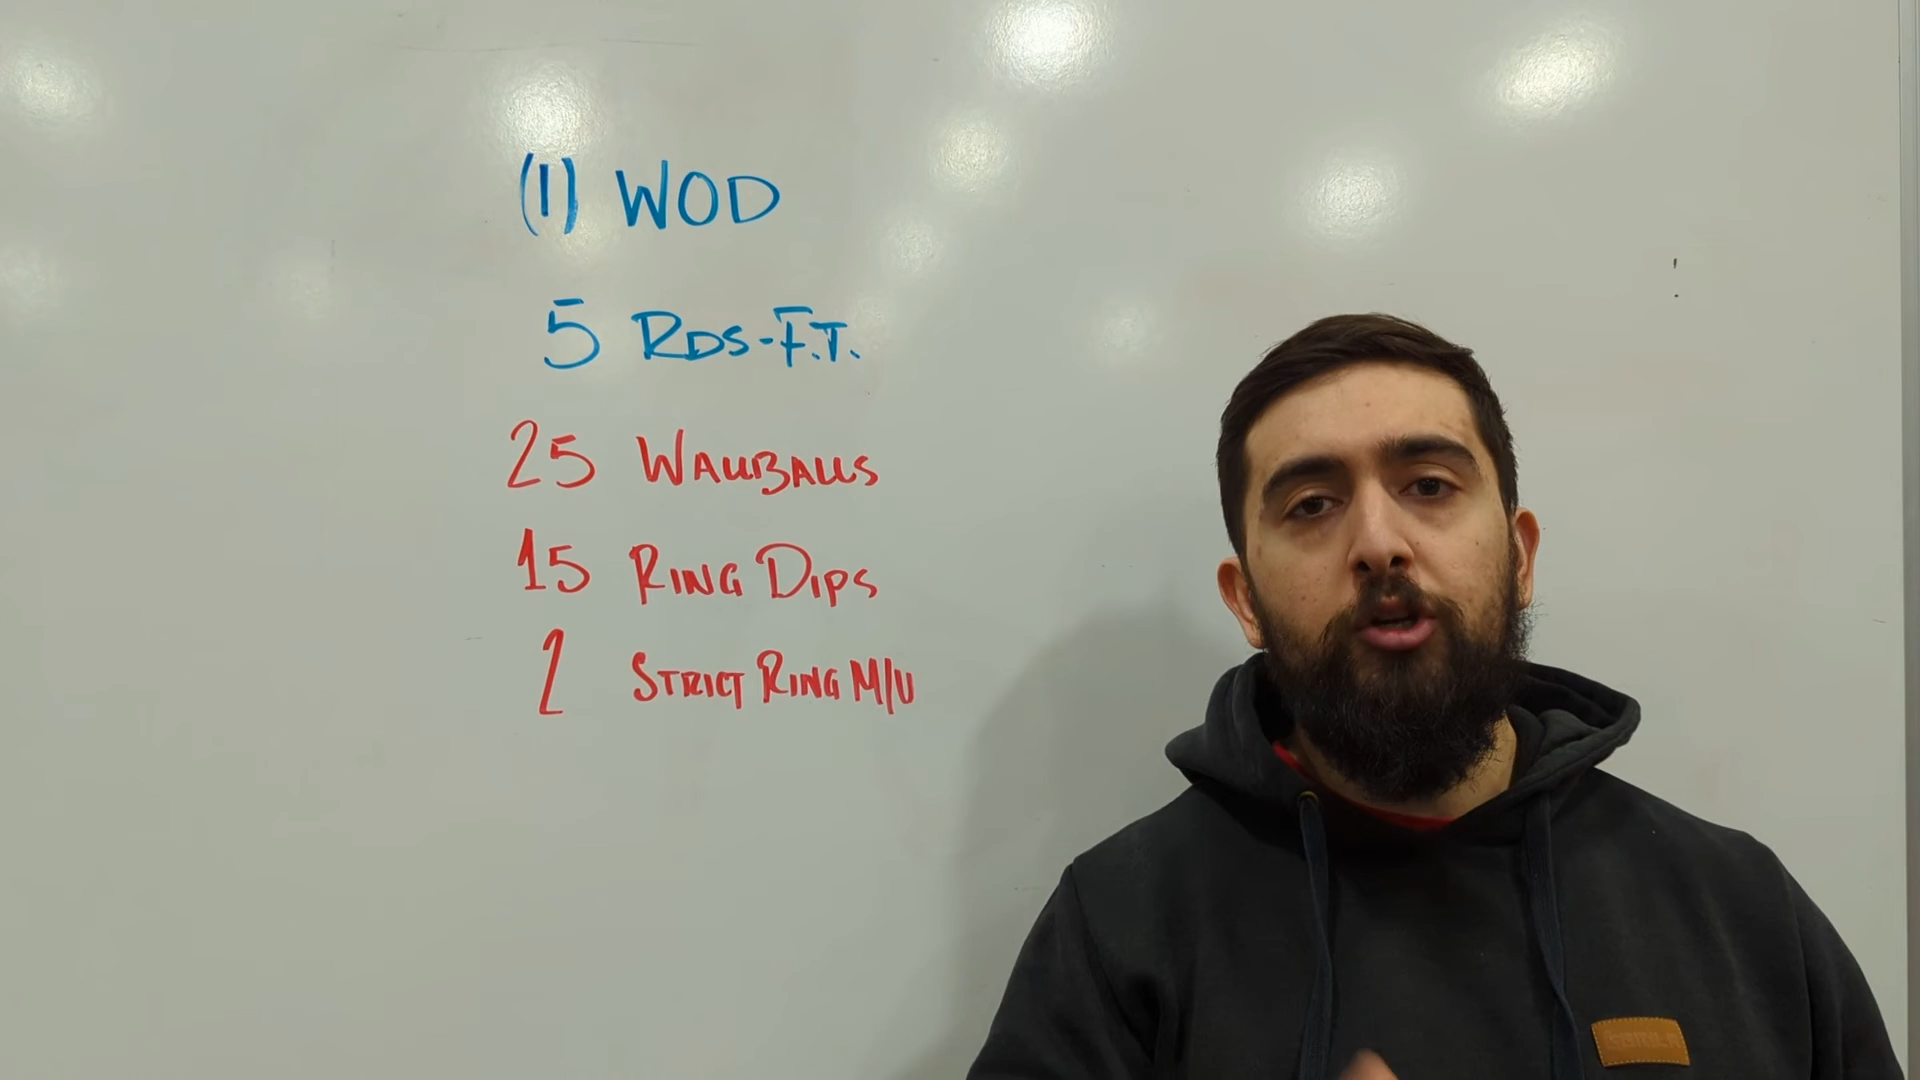 (1) WOD
5 RDS-F.T.
25 WALLBALLS
15 RING DIPS
2 STRICT RING M/U